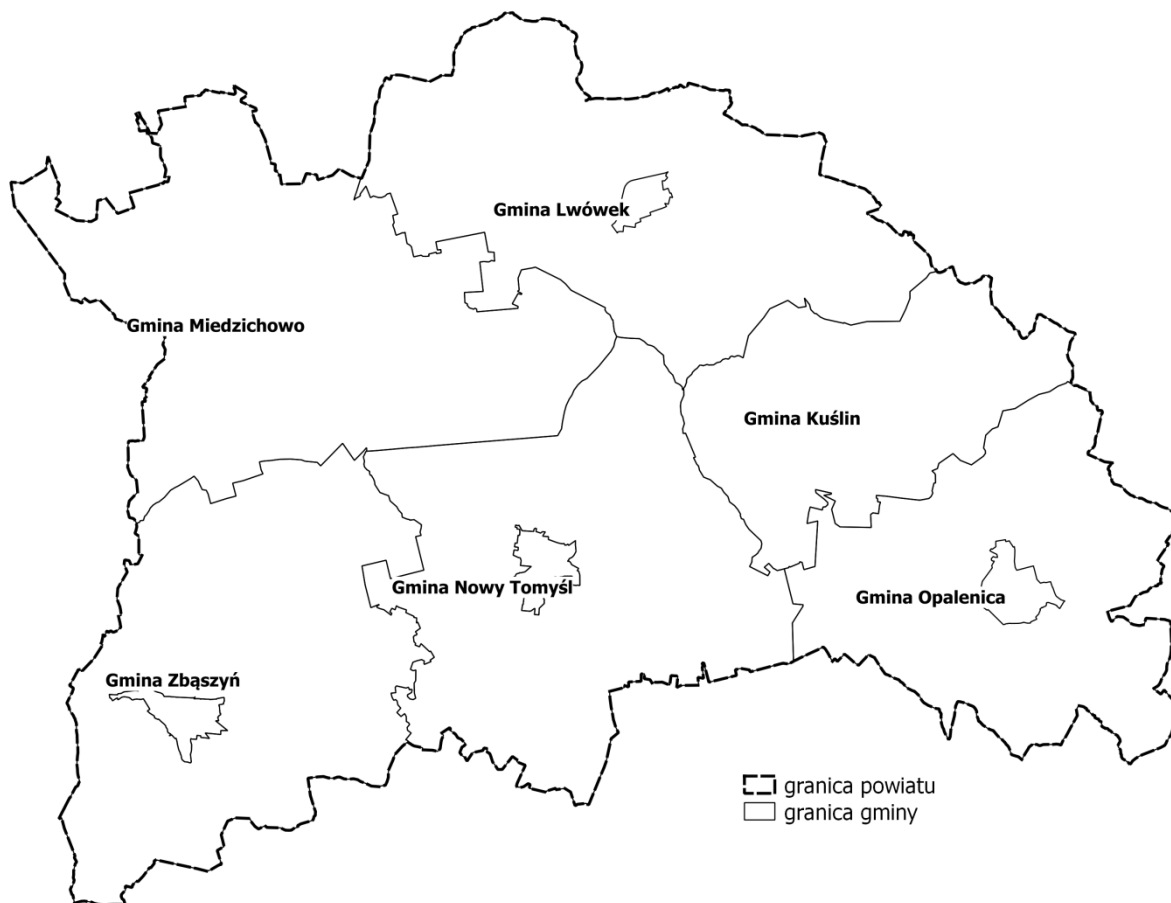 Gmina Lwówek
Gmina Miedzichowo
Gmina Kuślin
Gmina Nowy Tomyśl
Gmina Opalenica
Gmina Zbąszyń
granica powiatu
granica gminy